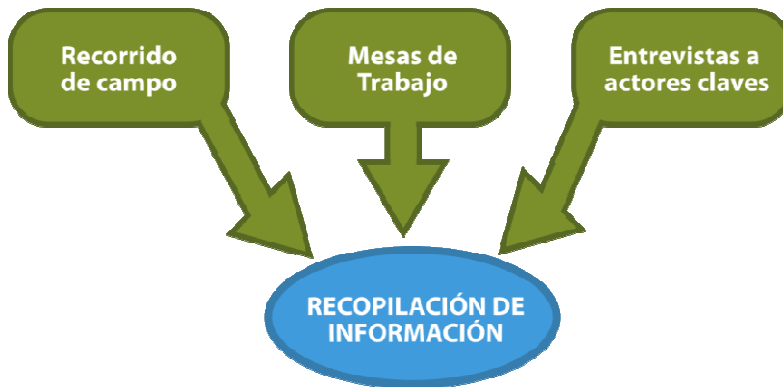 Recorrido
de campo
Mesas de
Trabajo
Entrevistas a
actores claves
RECOPILACIÓN DE
INFORMACIÓN